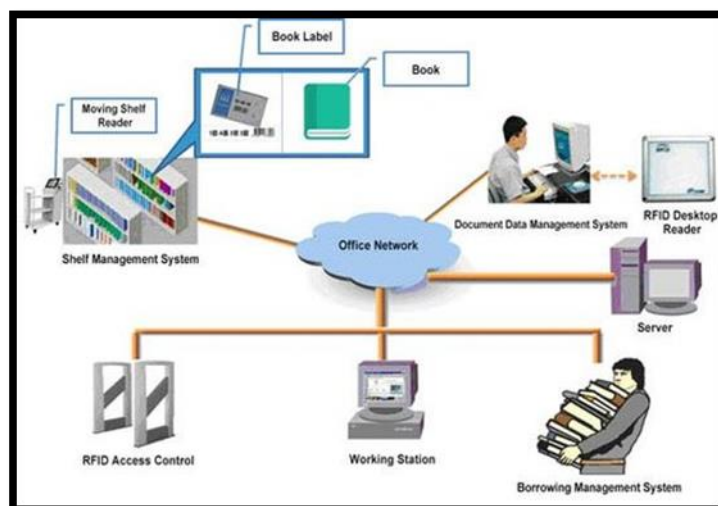 Book Label
Book
Moving Shelf
Reader
Shelf Management System
Office Network
Document Data Management System
RFID Desktop
Reader
Server
RFID Access Control
Working Station
Borrowing Management System